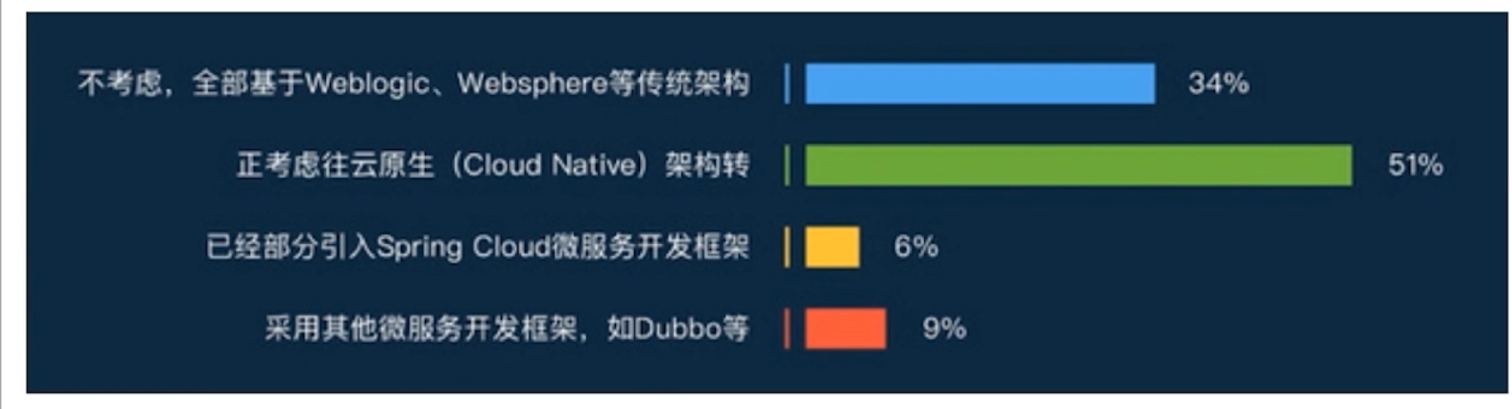 不考虑，全部基于Weblogic、Websphere等传统架构 34%
正考虑往云原生（Cloud Native）架构转 51%
已经部分引入Spring Cloud微服务开发框架 6%
采用其他微服务开发框架，如Dubbo等 9%